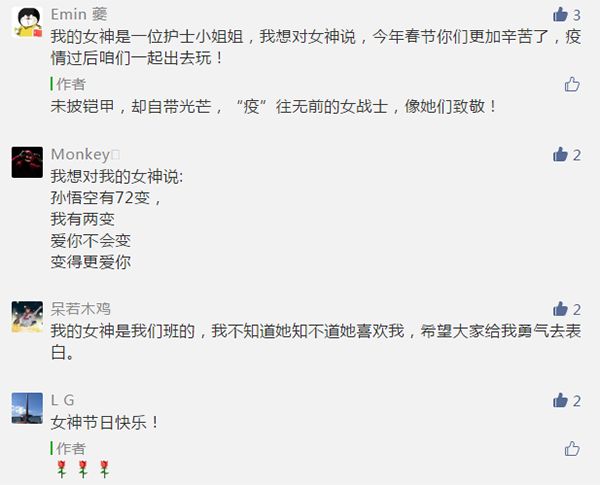 Emin 蘷
3
我的女神是一位护士小姐姐，我想对女神说，今年春节你们更加辛苦了，疫
情过后咱们一起出去玩！
作者
未披铠甲，却自带光芒，“疫”往无前的女战士，像她们致敬！
Monkey
2
我想对我的女神说:
孙悟空有72变，
我有两变
爱你不会变
变得更爱你
呆若木鸡
2
我的女神是我们班的，我不知道她知不道她喜欢我，希望大家给我勇气去表
白。
L G
2
女神节日快乐！
作者
🌹🌹🌹